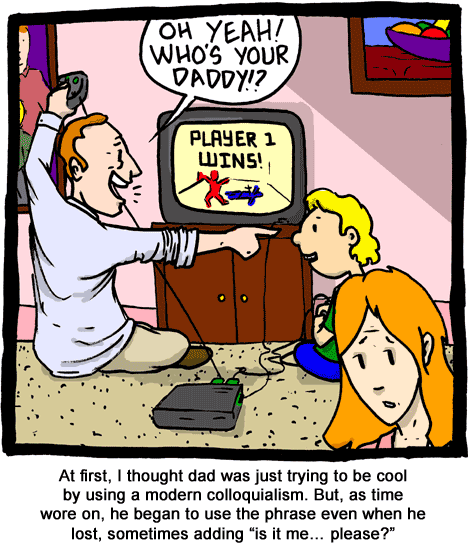 OH YEAH!
WHO'S YOUR
DADDY!?
PLAYER 1
WINS!
At first, I thought dad was just trying to be cool
by using a modern colloquialism. But, as time
wore on, he began to use the phrase even when he
lost, sometimes adding “is it me... please?”